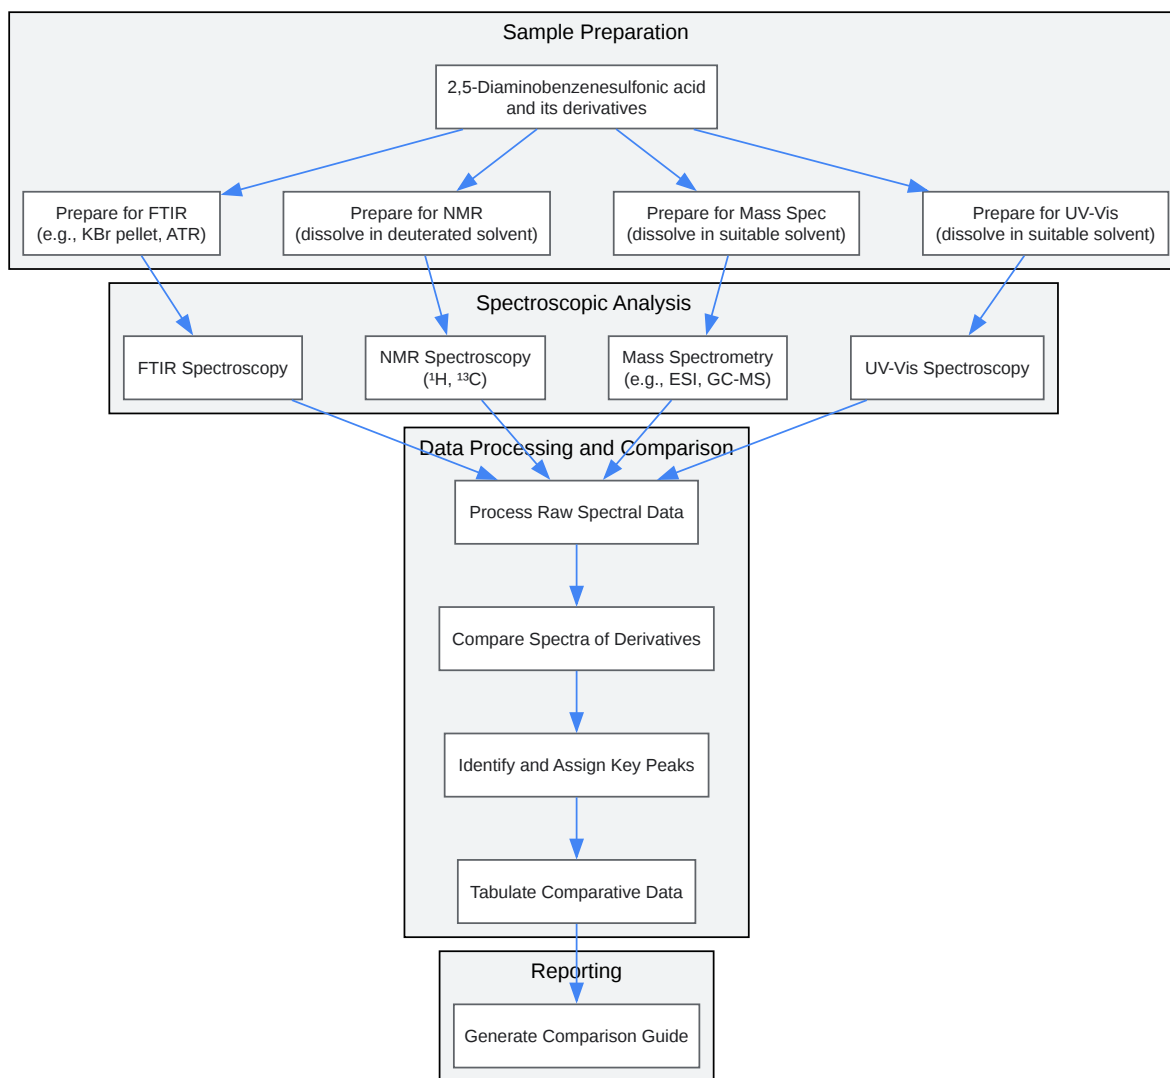 Sample Preparation
2,5-Diaminobenzenesulfonic acid
and its derivatives
Prepare for FTIR
(e.g., KBr pellet, ATR)
Prepare for NMR
(dissolve in deuterated solvent)
Prepare for Mass Spec
(dissolve in suitable solvent)
Prepare for UV-Vis
(dissolve in suitable solvent)
Spectroscopic Analysis
FTIR Spectroscopy
NMR Spectroscopy
(¹H, ¹³C)
Mass Spectrometry
(e.g., ESI, GC-MS)
UV-Vis Spectroscopy
Data Processing and Comparison
Process Raw Spectral Data
Compare Spectra of Derivatives
Identify and Assign Key Peaks
Tabulate Comparative Data
Reporting
Generate Comparison Guide